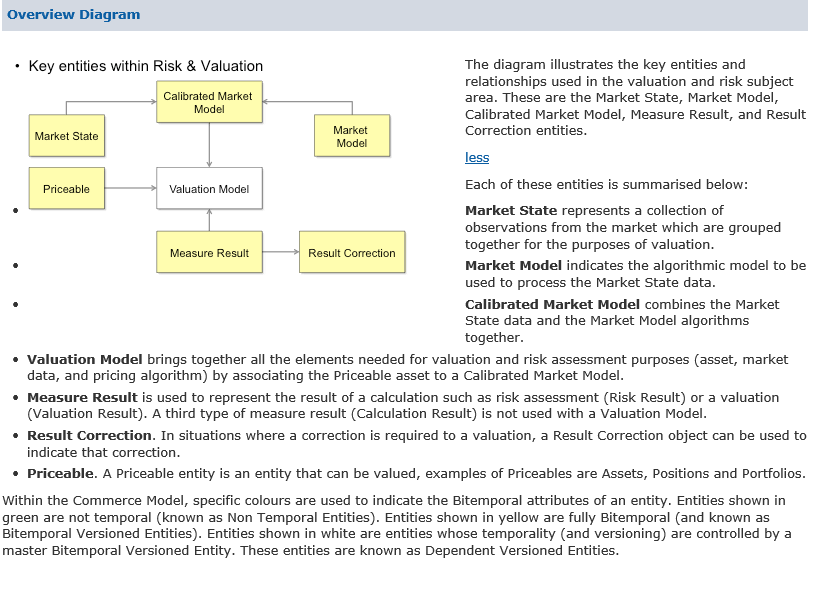 Overview Diagram
• Key entities within Risk & Valuation
Calibrated Market
Model
Market State
Market
Model
Priceable
Valuation Model
Measure Result
Result Correction
The diagram illustrates the key entities and
relationships used in the valuation and risk subject
area. These are the Market State, Market Model,
Calibrated Market Model, Measure Result, and Result
Correction entities.
less
Each of these entities is summarised below:
• Market State represents a collection of
observations from the market which are grouped
together for the purposes of valuation.
• Market Model indicates the algorithmic model to be
used to process the Market State data.
• Calibrated Market Model combines the Market
State data and the Market Model algorithms
together.
• Valuation Model brings together all the elements needed for valuation and risk assessment purposes (asset, market
data, and pricing algorithm) by associating the Priceable asset to a Calibrated Market Model.
• Measure Result is used to represent the result of a calculation such as risk assessment (Risk Result) or a valuation
(Valuation Result). A third type of measure result (Calculation Result) is not used with a Valuation Model.
• Result Correction. In situations where a correction is required to a valuation, a Result Correction object can be used to
indicate that correction.
• Priceable. A Priceable entity is an entity that can be valued, examples of Priceables are Assets, Positions and Portfolios.
Within the Commerce Model, specific colours are used to indicate the Bitemporal attributes of an entity. Entities shown in
green are not temporal (known as Non Temporal Entities). Entities shown in yellow are fully Bitemporal (and known as
Bitemporal Versioned Entities). Entities shown in white are entities whose temporality (and versioning) are controlled by a
master Bitemporal Versioned Entity. These entities are known as Dependent Versioned Entities.